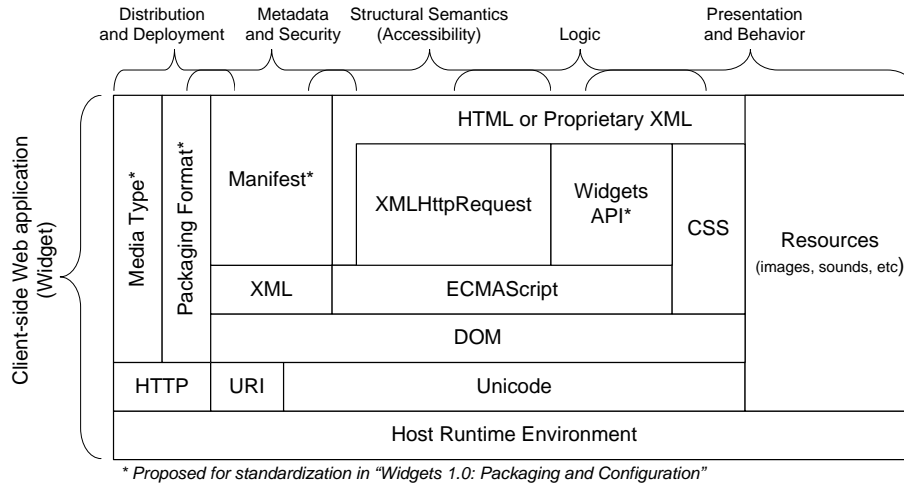 Distribution
and Deployment
Metadata
and Security
Structural Semantics
(Accessibility)
Logic
Presentation
and Behavior
Client-side Web application
(Widget)
Media Type*
Packaging Format*
Manifest*
HTML or Proprietary XML
XMLHttpRequest
Widgets
API*
CSS
Resources
(images, sounds, etc)
XML
ECMAScript
DOM
HTTP
URI
Unicode
Host Runtime Environment
* Proposed for standardization in “Widgets 1.0: Packaging and Configuration”